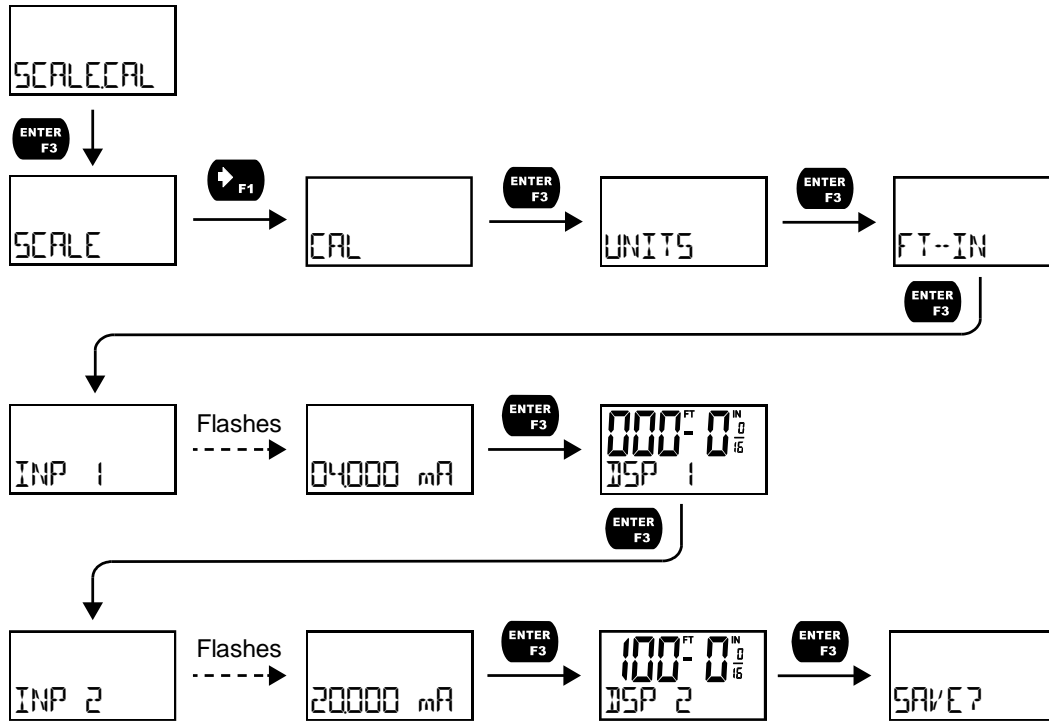 SCALE.CAL
ENTER F3
SCALE
F1
CAL
ENTER F3
UNITS
ENTER F3
FT--IN
ENTER F3
INP 1
Flashes
04.000 mA
ENTER F3
000 FT - 0 IN 0/16
DSP 1
ENTER F3
INP 2
Flashes
20.000 mA
ENTER F3
100 FT - 0 IN 0/16
DSP 2
ENTER F3
SAVE?